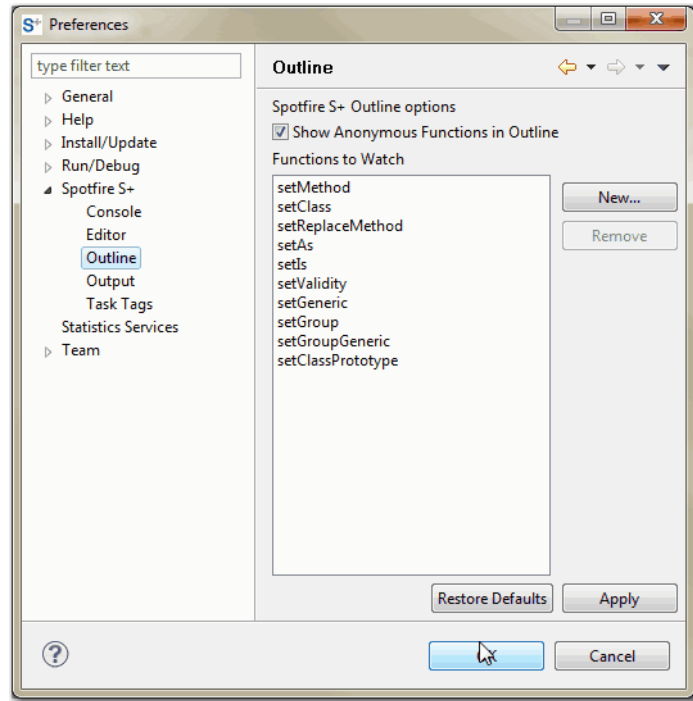 S+ Preferences
type filter text
General
Help
Install/Update
Run/Debug
Spotfire S+
Console
Editor
Outline
Output
Task Tags
Statistics Services
Team
Outline
Spotfire S+ Outline options
Show Anonymous Functions in Outline
Functions to Watch
setMethod
setClass
setReplaceMethod
setAs
setIs
setValidity
setGeneric
setGroup
setGroupGeneric
setClassPrototype
New...
Remove
Restore Defaults
Apply
?
Cancel